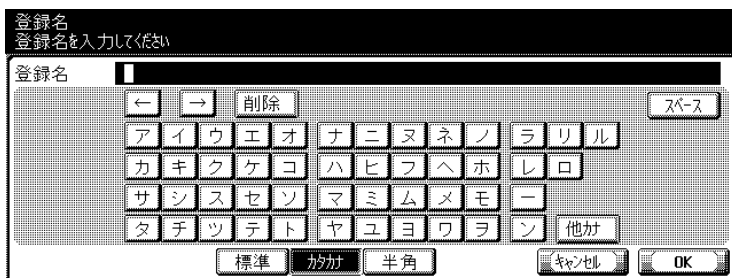 登録名
登録名を入力してください
登録名
← → 削除 スペース
ア イ ウ エ オ ナ ニ ヌ ネ ノ ラ リ ル
カ キ ク ケ コ ハ ヒ フ ヘ ホ レ ロ
サ シ ス セ ソ マ ミ ム メ モ ー
タ チ ツ テ ト ヤ ユ ヨ ワ ヲ ン 他カナ
標準 カタカナ 半角 キャンセル OK